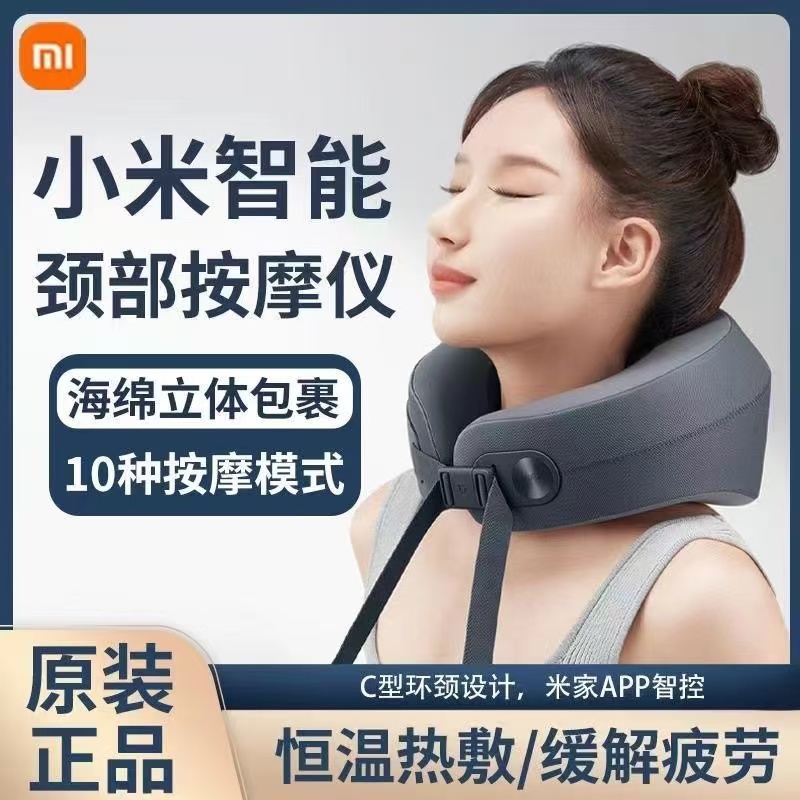 mi
小米智能
颈部按摩仪
海绵立体包裹
10种按摩模式
原装
正品
C型环颈设计，米家APP智控
恒温热敷/缓解疲劳